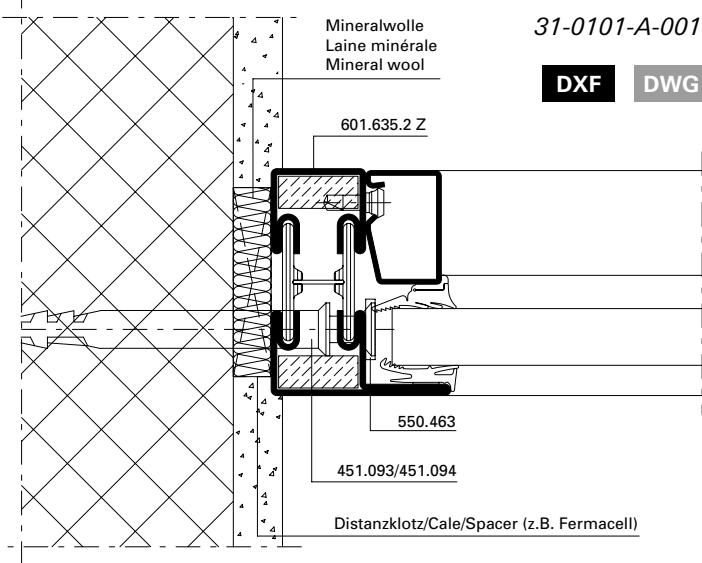 Mineralwolle
Laine minérale
Mineral wool
31-0101-A-001
DXF DWG
601.635.2 Z
550.463
451.093/451.094
Distanzklotz/Cale/Spacer (z.B. Fermacell)